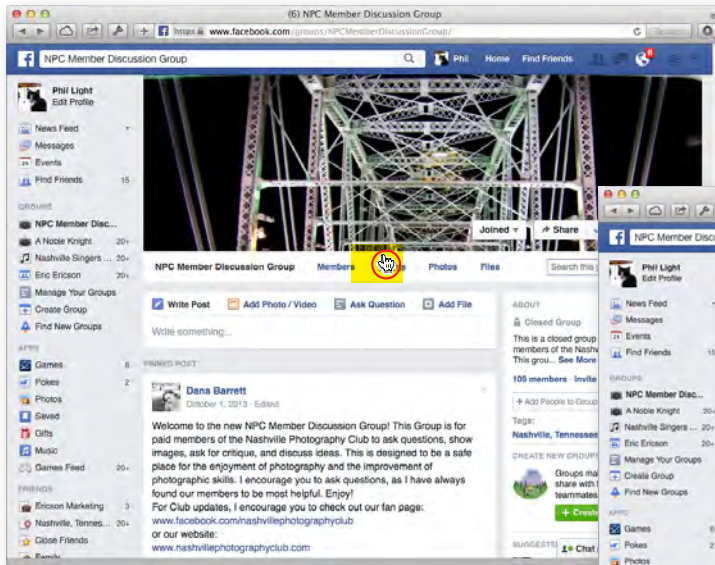 (6) NPC Member Discussion Group
https www.facebook.com/groups/NPCMemberDiscussionGroup/
NPC Member Discussion Group
Phil Home Find Friends 6
Phil Light
Edit Profile
News Feed
Messages
Events
Find Friends 15
GROUPS
NPC Member Disc...
A Noble Knight 20+
Nashville Singers ... 20+
Eric Ericson 20+
Manage Your Groups
Create Group
Find New Groups
APPS
Games 6
Pokes 2
Photos
Saved
Gifts
Music
Games Feed 20+
FRIENDS
Ericson Marketing 3
Nashville, Tennes... 20+
Close Friends
Family
Joined Share
NPC Member Discussion Group Members Photos Files
Search this g
Write Post Add Photo / Video Ask Question Add File
Write something...
PINNED POST
Dana Barrett
October 1, 2013 · Edited
Welcome to the new NPC Member Discussion Group! This Group is for
paid members of the Nashville Photography Club to ask questions, show
images, ask for critique, and discuss ideas. This is designed to be a safe
place for the enjoyment of photography and the improvement of
photographic skills. I encourage you to ask questions, as I have always
found our members to be most helpful. Enjoy!
For Club updates, I encourage you to check out our fan page:
www.facebook.com/nashvillephotographyclub
or our website:
www.nashvillephotographyclub.com
ABOUT
Closed Group
This is a closed group
members of the Nashv
This grou... See More
109 members · Invite
+ Add People to Group
Tags:
Nashville, Tennessee
CREATE NEW GROUPS
Groups mak
share with f
teammates
+ Create
SUGGESTE
Chat
NPC Member Disc
Phil Light
Edit Profile
News Feed
Messages
Events
Find Friends 15
GROUPS
NPC Member Disc...
A Noble Knight 20+
Nashville Singers ... 20+
Eric Ericson 20+
Manage Your Groups
Create Group
Find New Groups
APPS
Games 6
Pokes 2
Photos